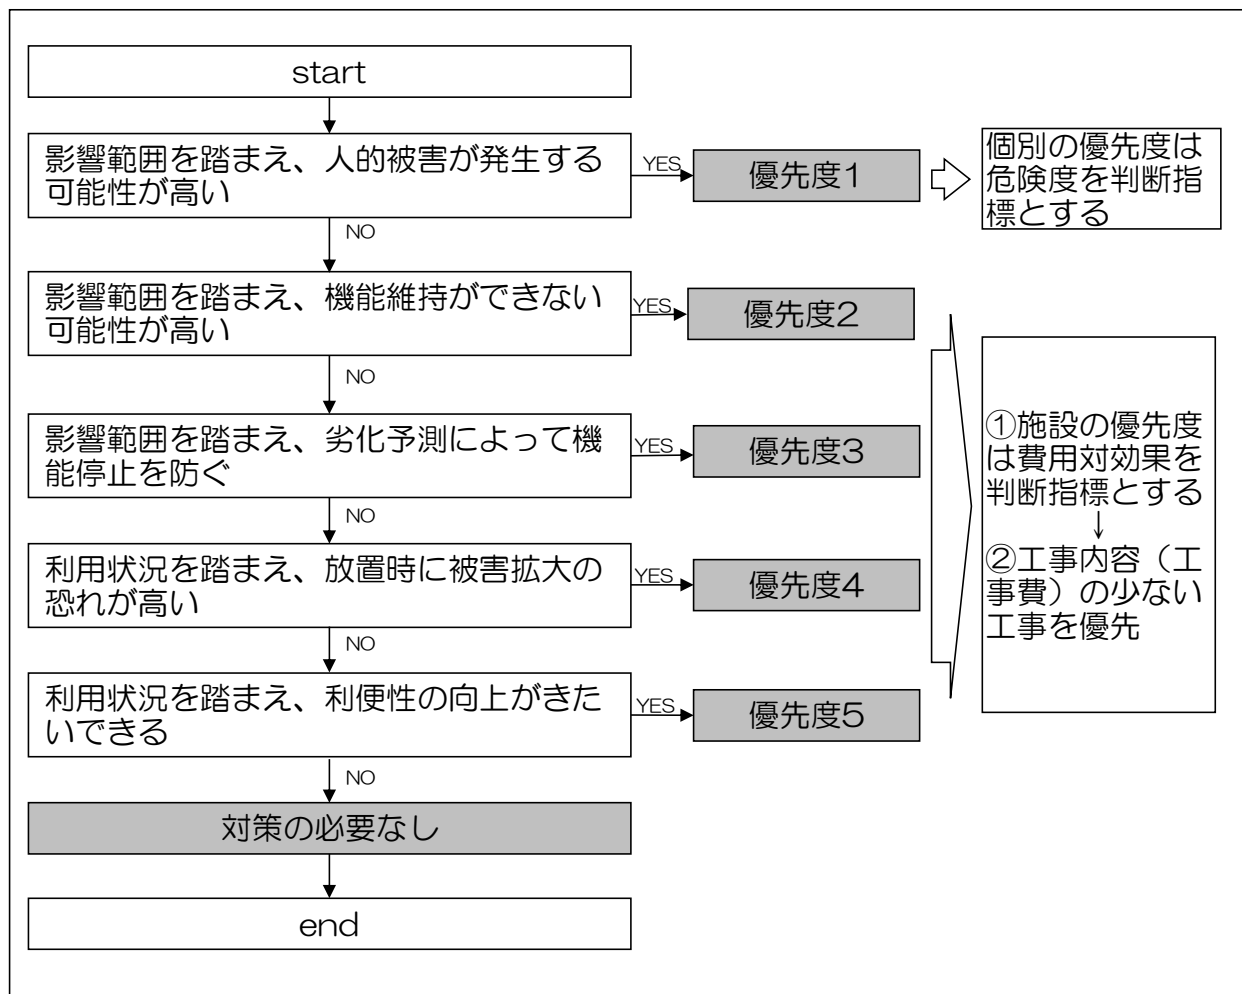 start
影響範囲を踏まえ、人的被害が発生する
可能性が高い
YES
優先度1
個別の優先度は
危険度を判断指
標とする
NO
影響範囲を踏まえ、機能維持ができない
可能性が高い
YES
優先度2
NO
影響範囲を踏まえ、劣化予測によって機
能停止を防ぐ
YES
優先度3
①施設の優先度
は費用対効果を
判断指標とする
↓
②工事内容（工
事費）の少ない
工事を優先
NO
利用状況を踏まえ、放置時に被害拡大の
恐れが高い
YES
優先度4
NO
利用状況を踏まえ、利便性の向上がきた
いできる
YES
優先度5
NO
対策の必要なし
end